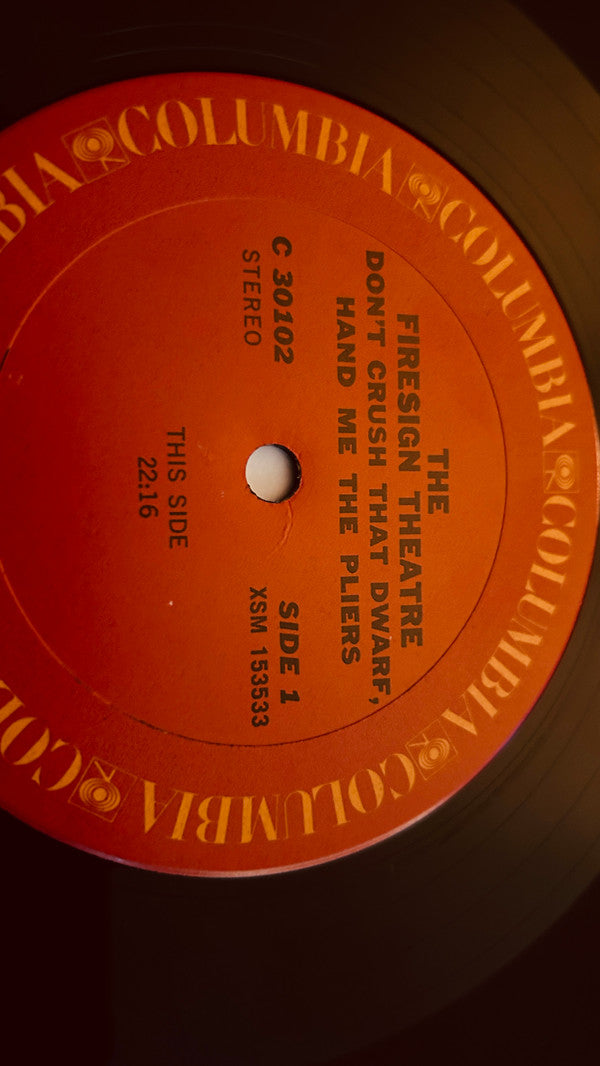 THE
FIRESIGN THEATRE
DON'T CRUSH THAT DWARF,
HAND ME THE PLIERS
C 30102
STEREO
SIDE 1
XSM 153533
THIS SIDE
22:16
COLUMBIA
COLUMBIA
COLUMBIA
COLUMBIA
COLUMBIA